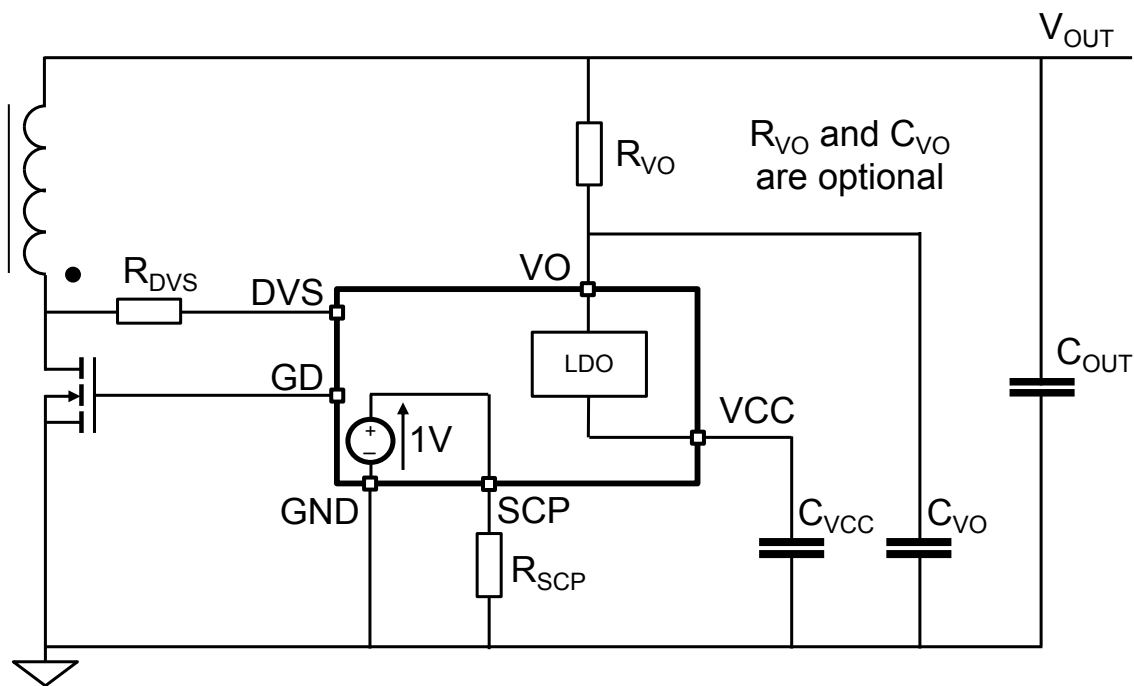 VOUT
RVO
RVO and CVO
are optional
RDVS
DVS
VO
LDO
GD
COUT
VCC
+
−
1V
GND
SCP
CVCC
CVO
RSCP